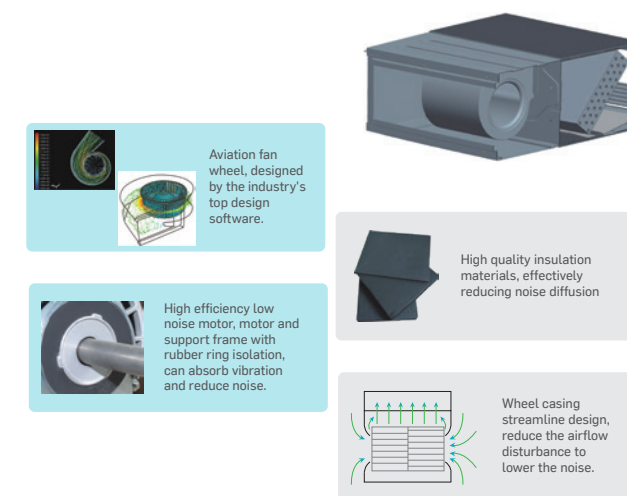 Aviation fan
wheel, designed
by the industry's
top design
software.
High quality insulation
materials, effectively
reducing noise diffusion
High efficiency low
noise motor, motor and
support frame with
rubber ring isolation,
can absorb vibration
and reduce noise.
Wheel casing
streamline design,
reduce the airflow
disturbance to
lower the noise.